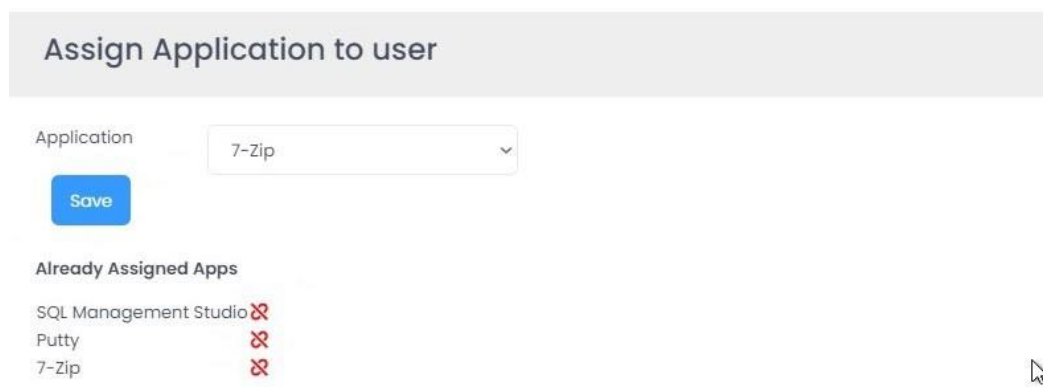 Assign Application to user
Application
7-Zip
Save
Already Assigned Apps
SQL Management Studio
Putty
7-Zip